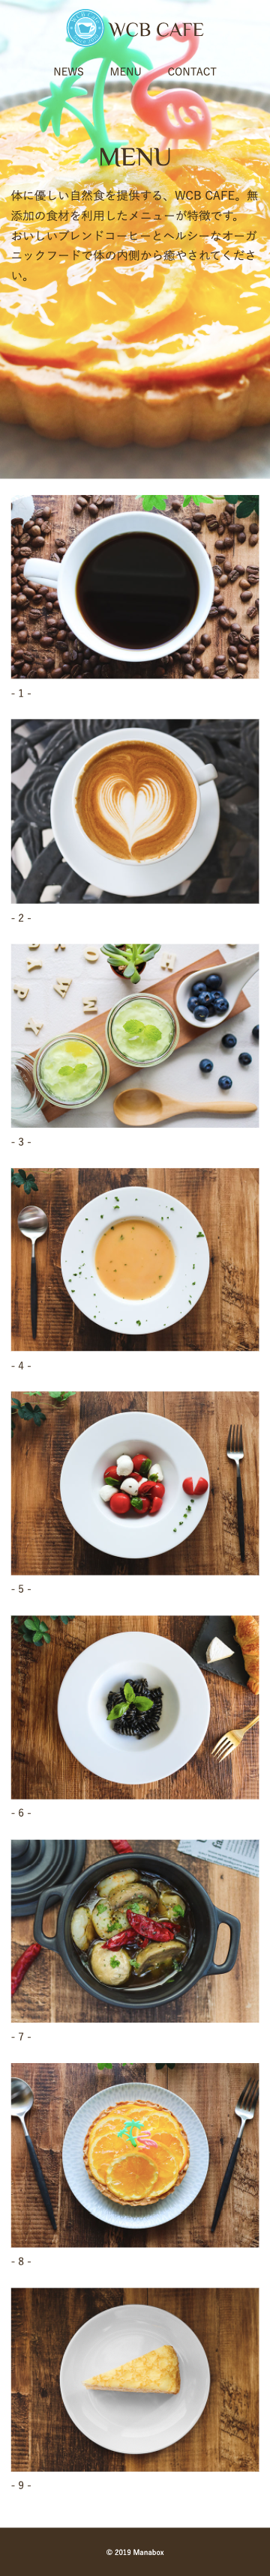 WCB CAFE
NEWS MENU CONTACT
MENU
体に優しい自然食を提供する、WCB CAFE。無
添加の食材を利用したメニューが特徴です。
おいしいブレンドコーヒーとヘルシーなオーガ
ニックフードで体の内側から癒やされてくださ
い。
- 1 -
- 2 -
- 3 -
- 4 -
- 5 -
- 6 -
- 7 -
- 8 -
- 9 -
© 2019 Manabox